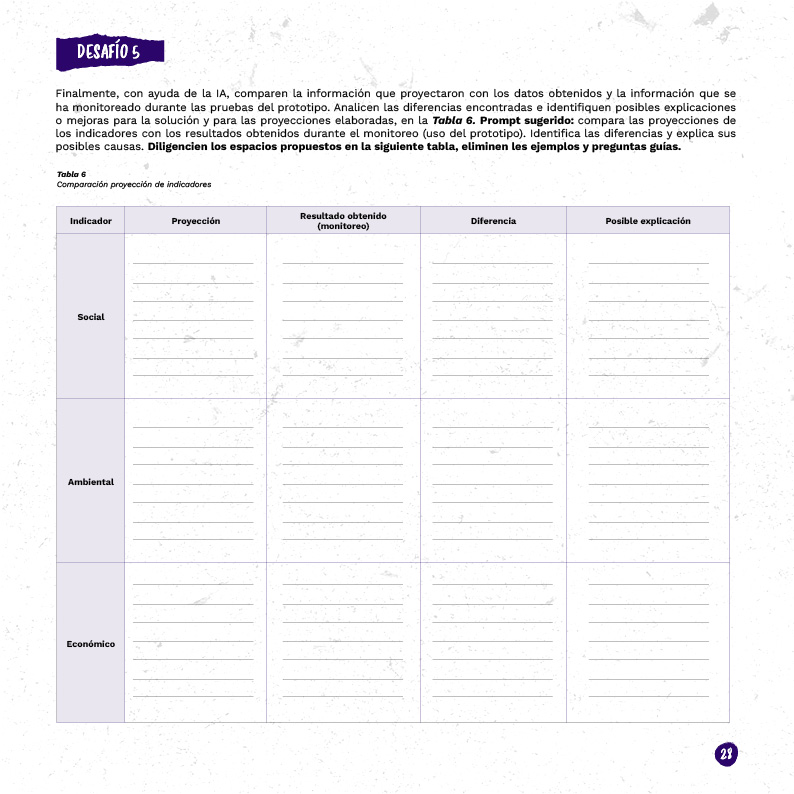 DESAFÍO 5
Finalmente, con ayuda de la IA, comparen la información que proyectaron con los datos obtenidos y la información que se
ha monitoreado durante las pruebas del prototipo. Analicen las diferencias encontradas e identifiquen posibles explicaciones
o mejoras para la solución y para las proyecciones elaboradas, en la Tabla 6. Prompt sugerido: compara las proyecciones de
los indicadores con los resultados obtenidos durante el monitoreo (uso del prototipo). Identifica las diferencias y explica sus
posibles causas. Diligencien los espacios propuestos en la siguiente tabla, eliminen les ejemplos y preguntas guías.
Tabla 6
Comparación proyección de indicadores
Indicador Proyección Resultado obtenido (monitoreo) Diferencia Posible explicación
Social
Ambiental
Económico
28